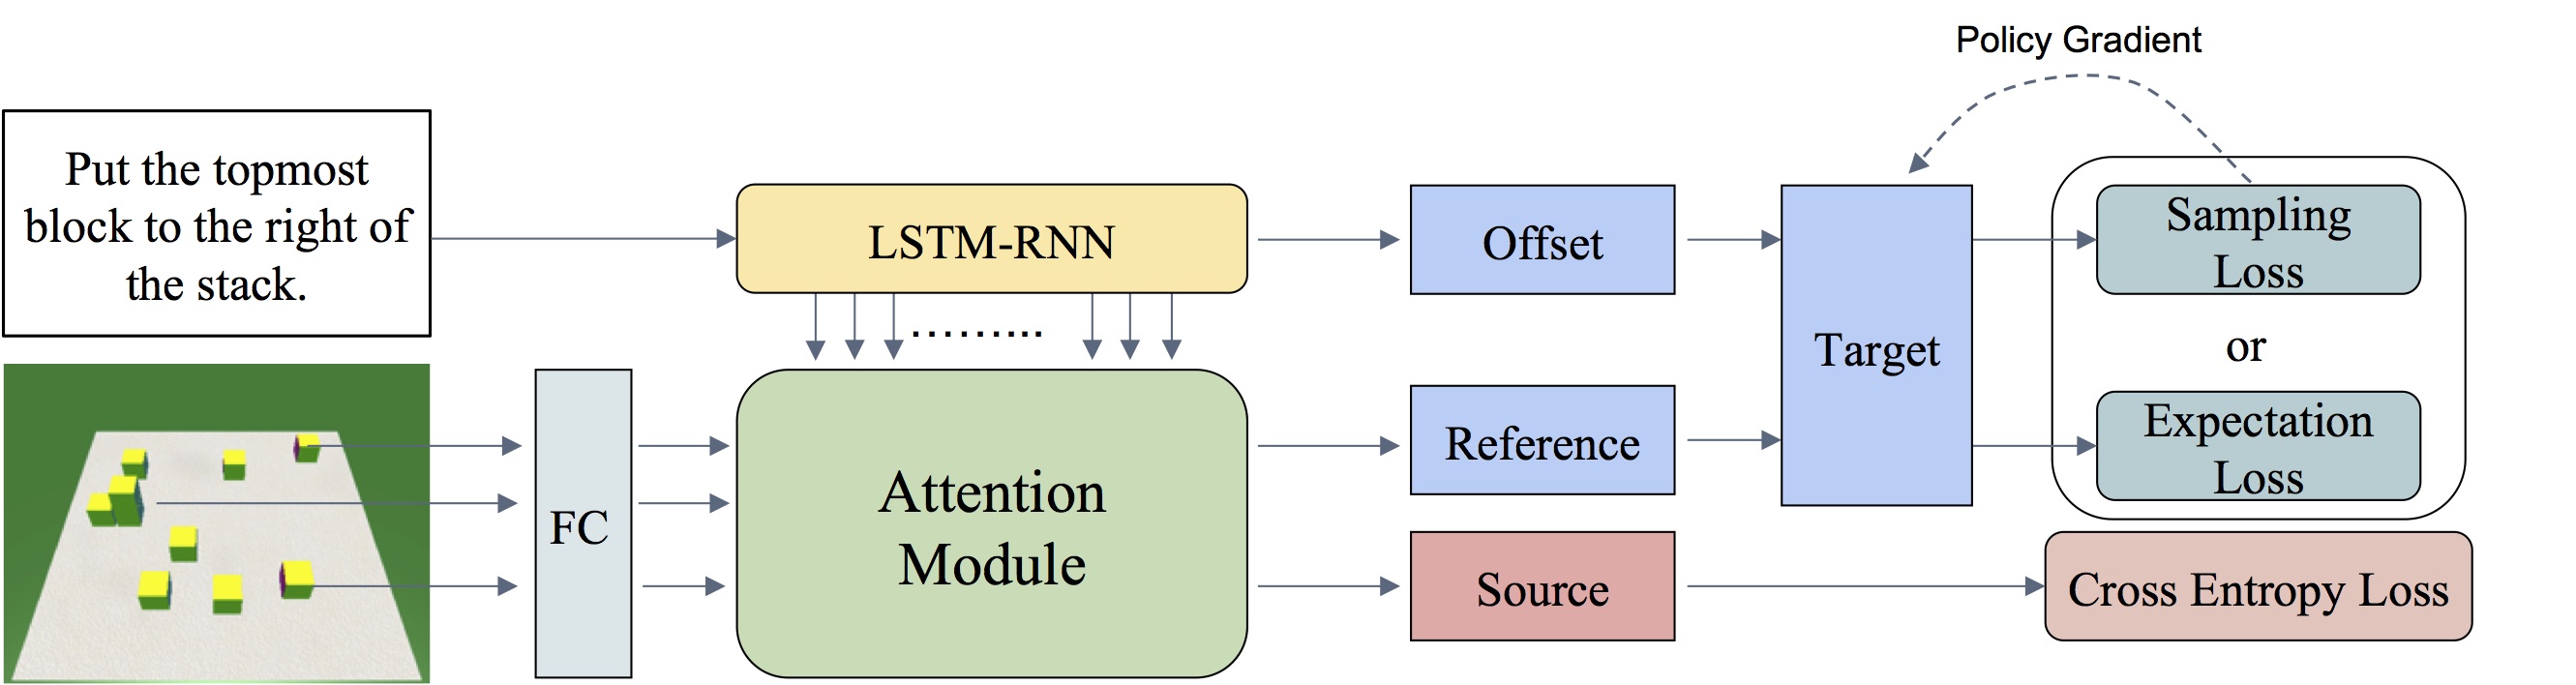 Policy Gradient
Put the topmost
block to the right of
the stack.
LSTM-RNN
.........
Offset
Target
Sampling
Loss
or
Expectation
Loss
FC
Attention
Module
Reference
Source
Cross Entropy Loss